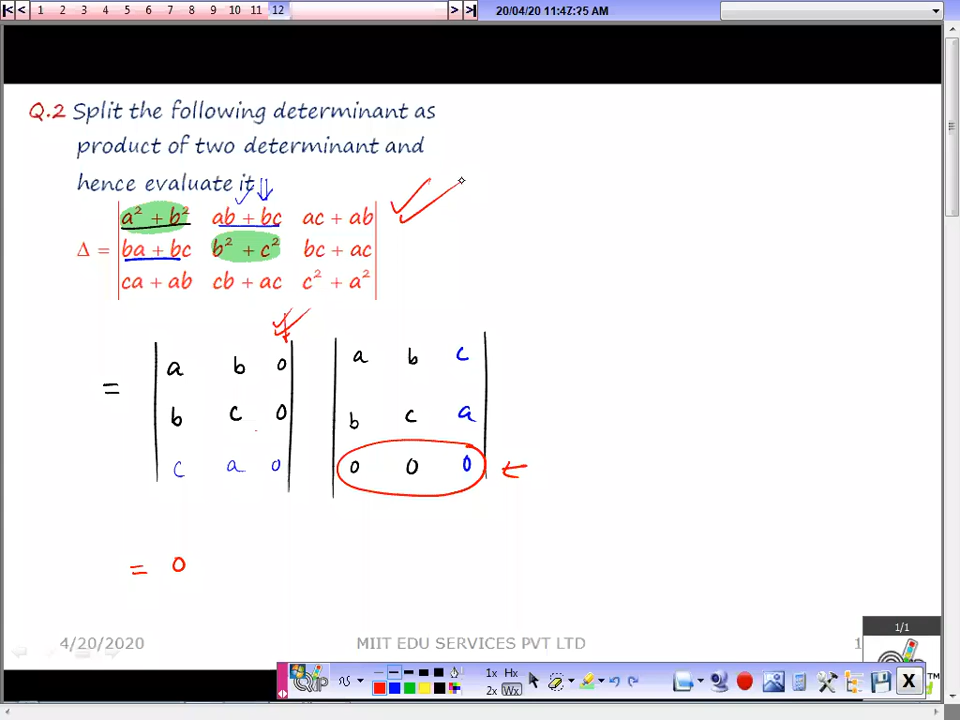 1 2 3 4 5 6 7 8 9 10 11 12 20/04/20 11:47:25 AM
Q.2 Split the following determinant as
product of two determinant and
hence evaluate it
a² + b² ab + bc ac + ab
Δ = ba + bc b² + c² bc + ac
ca + ab cb + ac c² + a²
a b 0 a b c
= b c 0 b c a
c a 0 0 0 0
= 0
4/20/2020 MIIT EDU SERVICES PVT LTD 1
1/1
1x Hx
2x Wx
TM